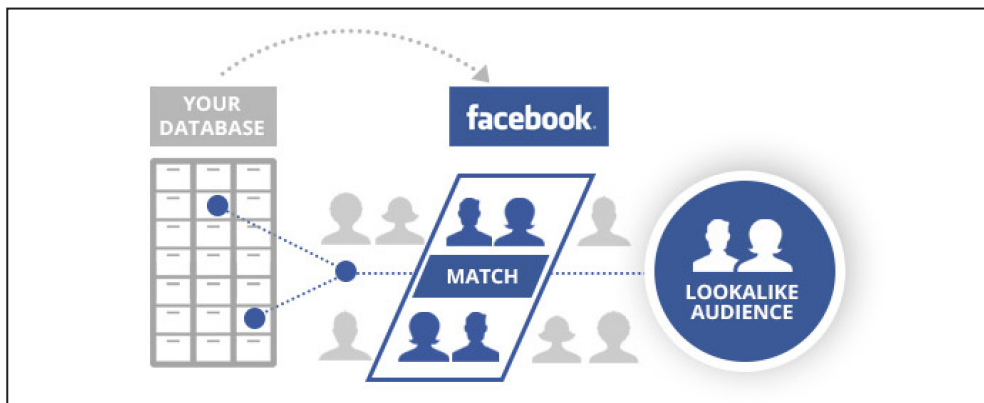 YOUR
DATABASE
facebook
MATCH
LOOKALIKE
AUDIENCE